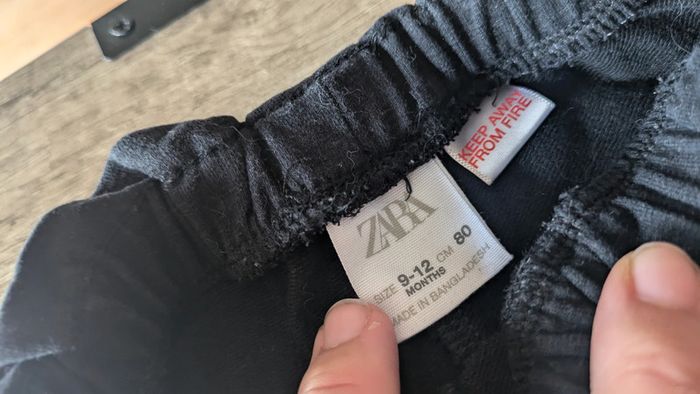 ZARA
SIZE 9-12 CM 80
MONTHS
MADE IN BANGLADESH
KEEP AWAY
FROM FIRE